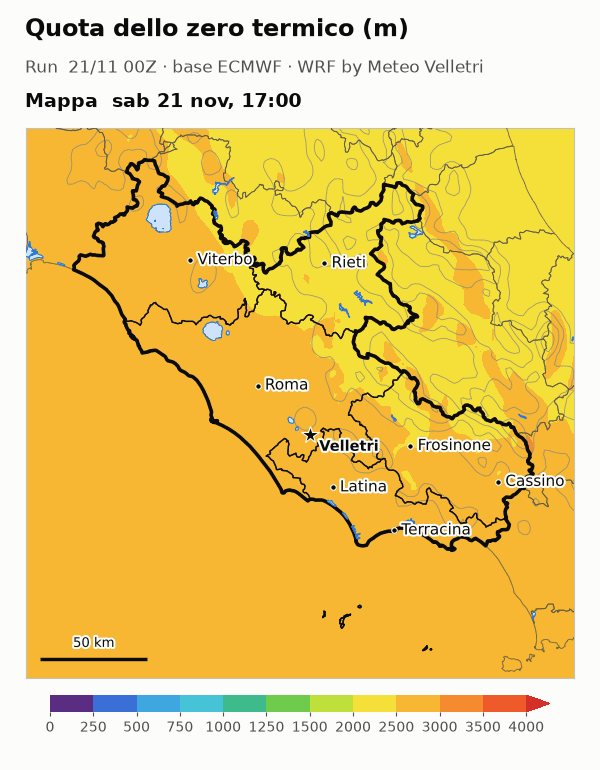 Quota dello zero termico (m)
Run  21/11 00Z · base ECMWF · WRF by Meteo Velletri
Mappa  sab 21 nov, 17:00
Viterbo
Rieti
Roma
Velletri
Frosinone
Cassino
Latina
Terracina
50 km
0 250 500 750 1000 1250 1500 2000 2500 3000 3500 4000